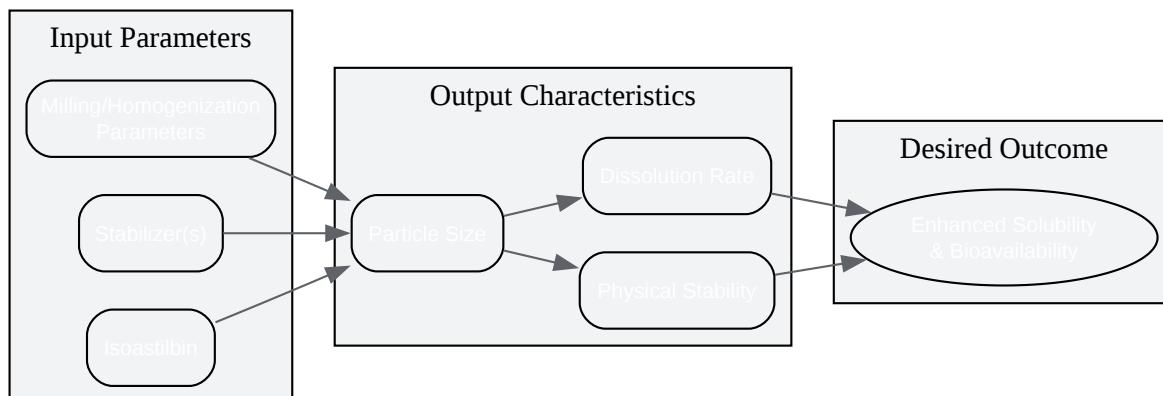 Input Parameters
Milling/Homogenization
Parameters
Stabilizer(s)
Isoastilbin
Output Characteristics
Particle Size
Dissolution Rate
Physical Stability
Desired Outcome
Enhanced Solubility
& Bioavailability